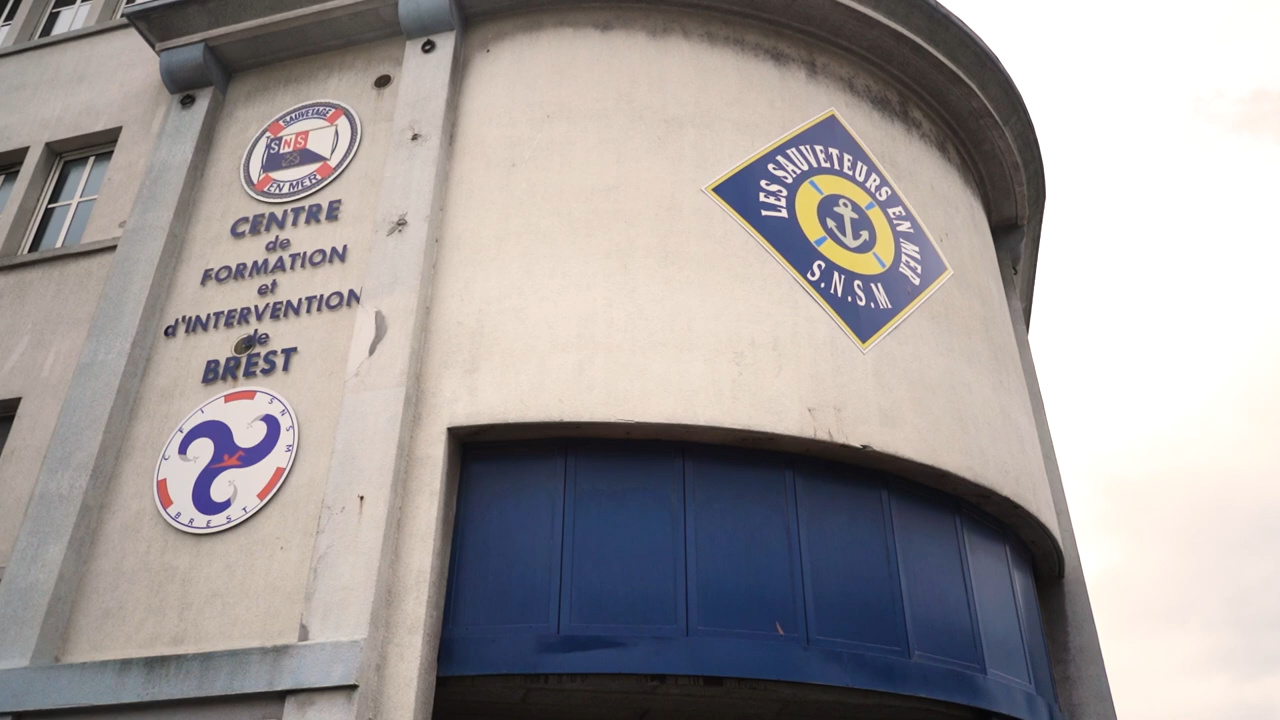 SAUVETAGE
SNS
EN MER
CENTRE
de
FORMATION
et
d'INTERVENTION
de
BREST
CFI SNSM
BREST
LES SAUVETEURS EN MER
S.N.S.M